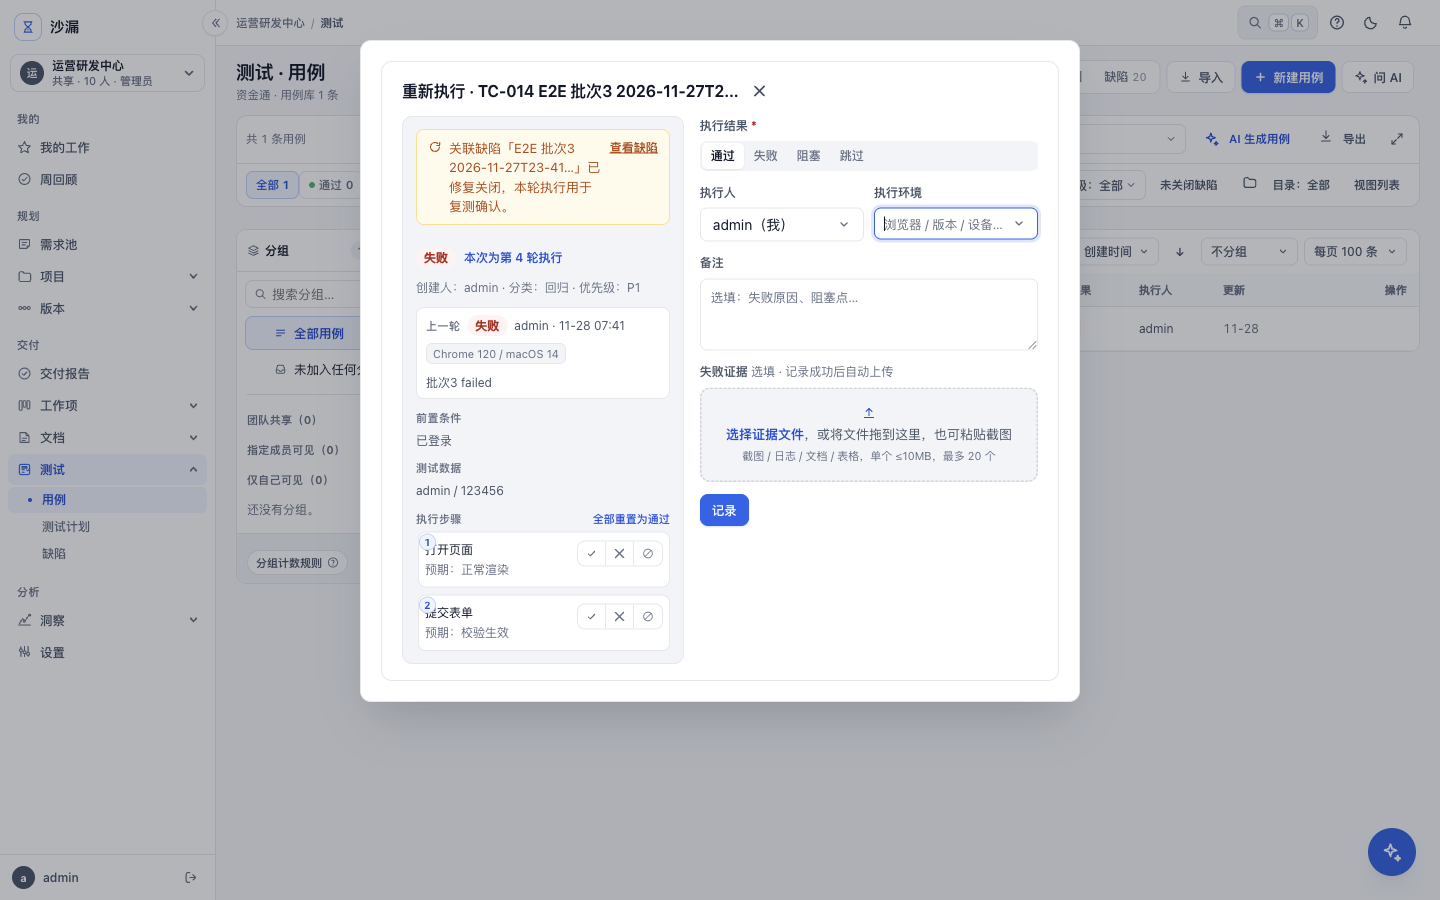 沙漏
运
运营研发中心
共享 · 10 人 · 管理员
我的
我的工作
周回顾
规划
需求池
项目
版本
交付
交付报告
工作项
文档
测试
用例
测试计划
缺陷
分析
洞察
设置
a
admin
运营研发中心 / 测试
⌘ K
测试 · 用例
资金通 · 用例库 1 条
缺陷 20
导入
新建用例
问 AI
共 1 条用例
AI 生成用例
导出
全部 1
通过 0
全部
未关闭缺陷
目录：全部
视图列表
分组
搜索分组...
全部用例
未加入任何
团队共享（0）
指定成员可见（0）
仅自己可见（0）
还没有分组。
分组计数规则
创建时间
不分组
每页 100 条
果
执行人
更新
操作
admin
11-28
重新执行 · TC-014 E2E 批次3 2026-11-27T2...
关联缺陷「E2E 批次3
2026-11-27T23-41...」已
修复关闭，本轮执行用于
复测确认。
查看缺陷
失败
本次为第 4 轮执行
创建人：admin · 分类：回归 · 优先级：P1
上一轮
失败
admin · 11-28 07:41
Chrome 120 / macOS 14
批次3 failed
前置条件
已登录
测试数据
admin / 123456
执行步骤
全部重置为通过
1
打开页面
预期：正常渲染
2
提交表单
预期：校验生效
执行结果 *
通过
失败
阻塞
跳过
执行人
执行环境
admin（我）
浏览器 / 版本 / 设备...
备注
选填：失败原因、阻塞点...
失败证据 选填 · 记录成功后自动上传
选择证据文件，或将文件拖到这里，也可粘贴截图
截图 / 日志 / 文档 / 表格，单个 ≤10MB，最多 20 个
记录